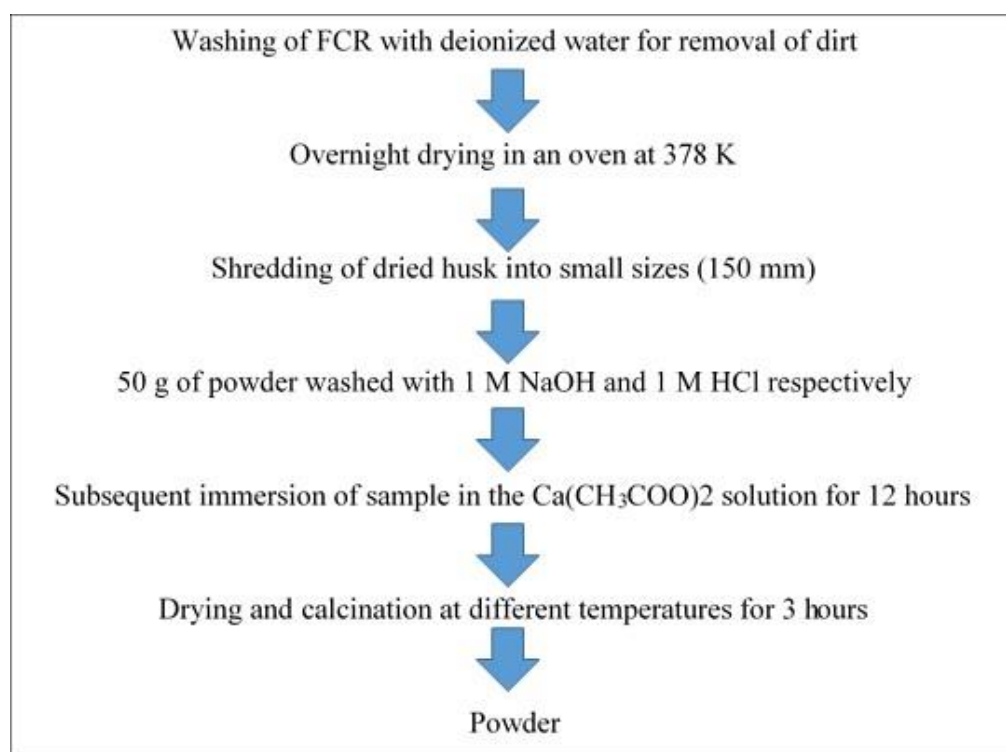 Washing of FCR with deionized water for removal of dirt
Overnight drying in an oven at 378 K
Shredding of dried husk into small sizes (150 mm)
50 g of powder washed with 1 M NaOH and 1 M HCl respectively
Subsequent immersion of sample in the Ca(CH₃COO)2 solution for 12 hours
Drying and calcination at different temperatures for 3 hours
Powder